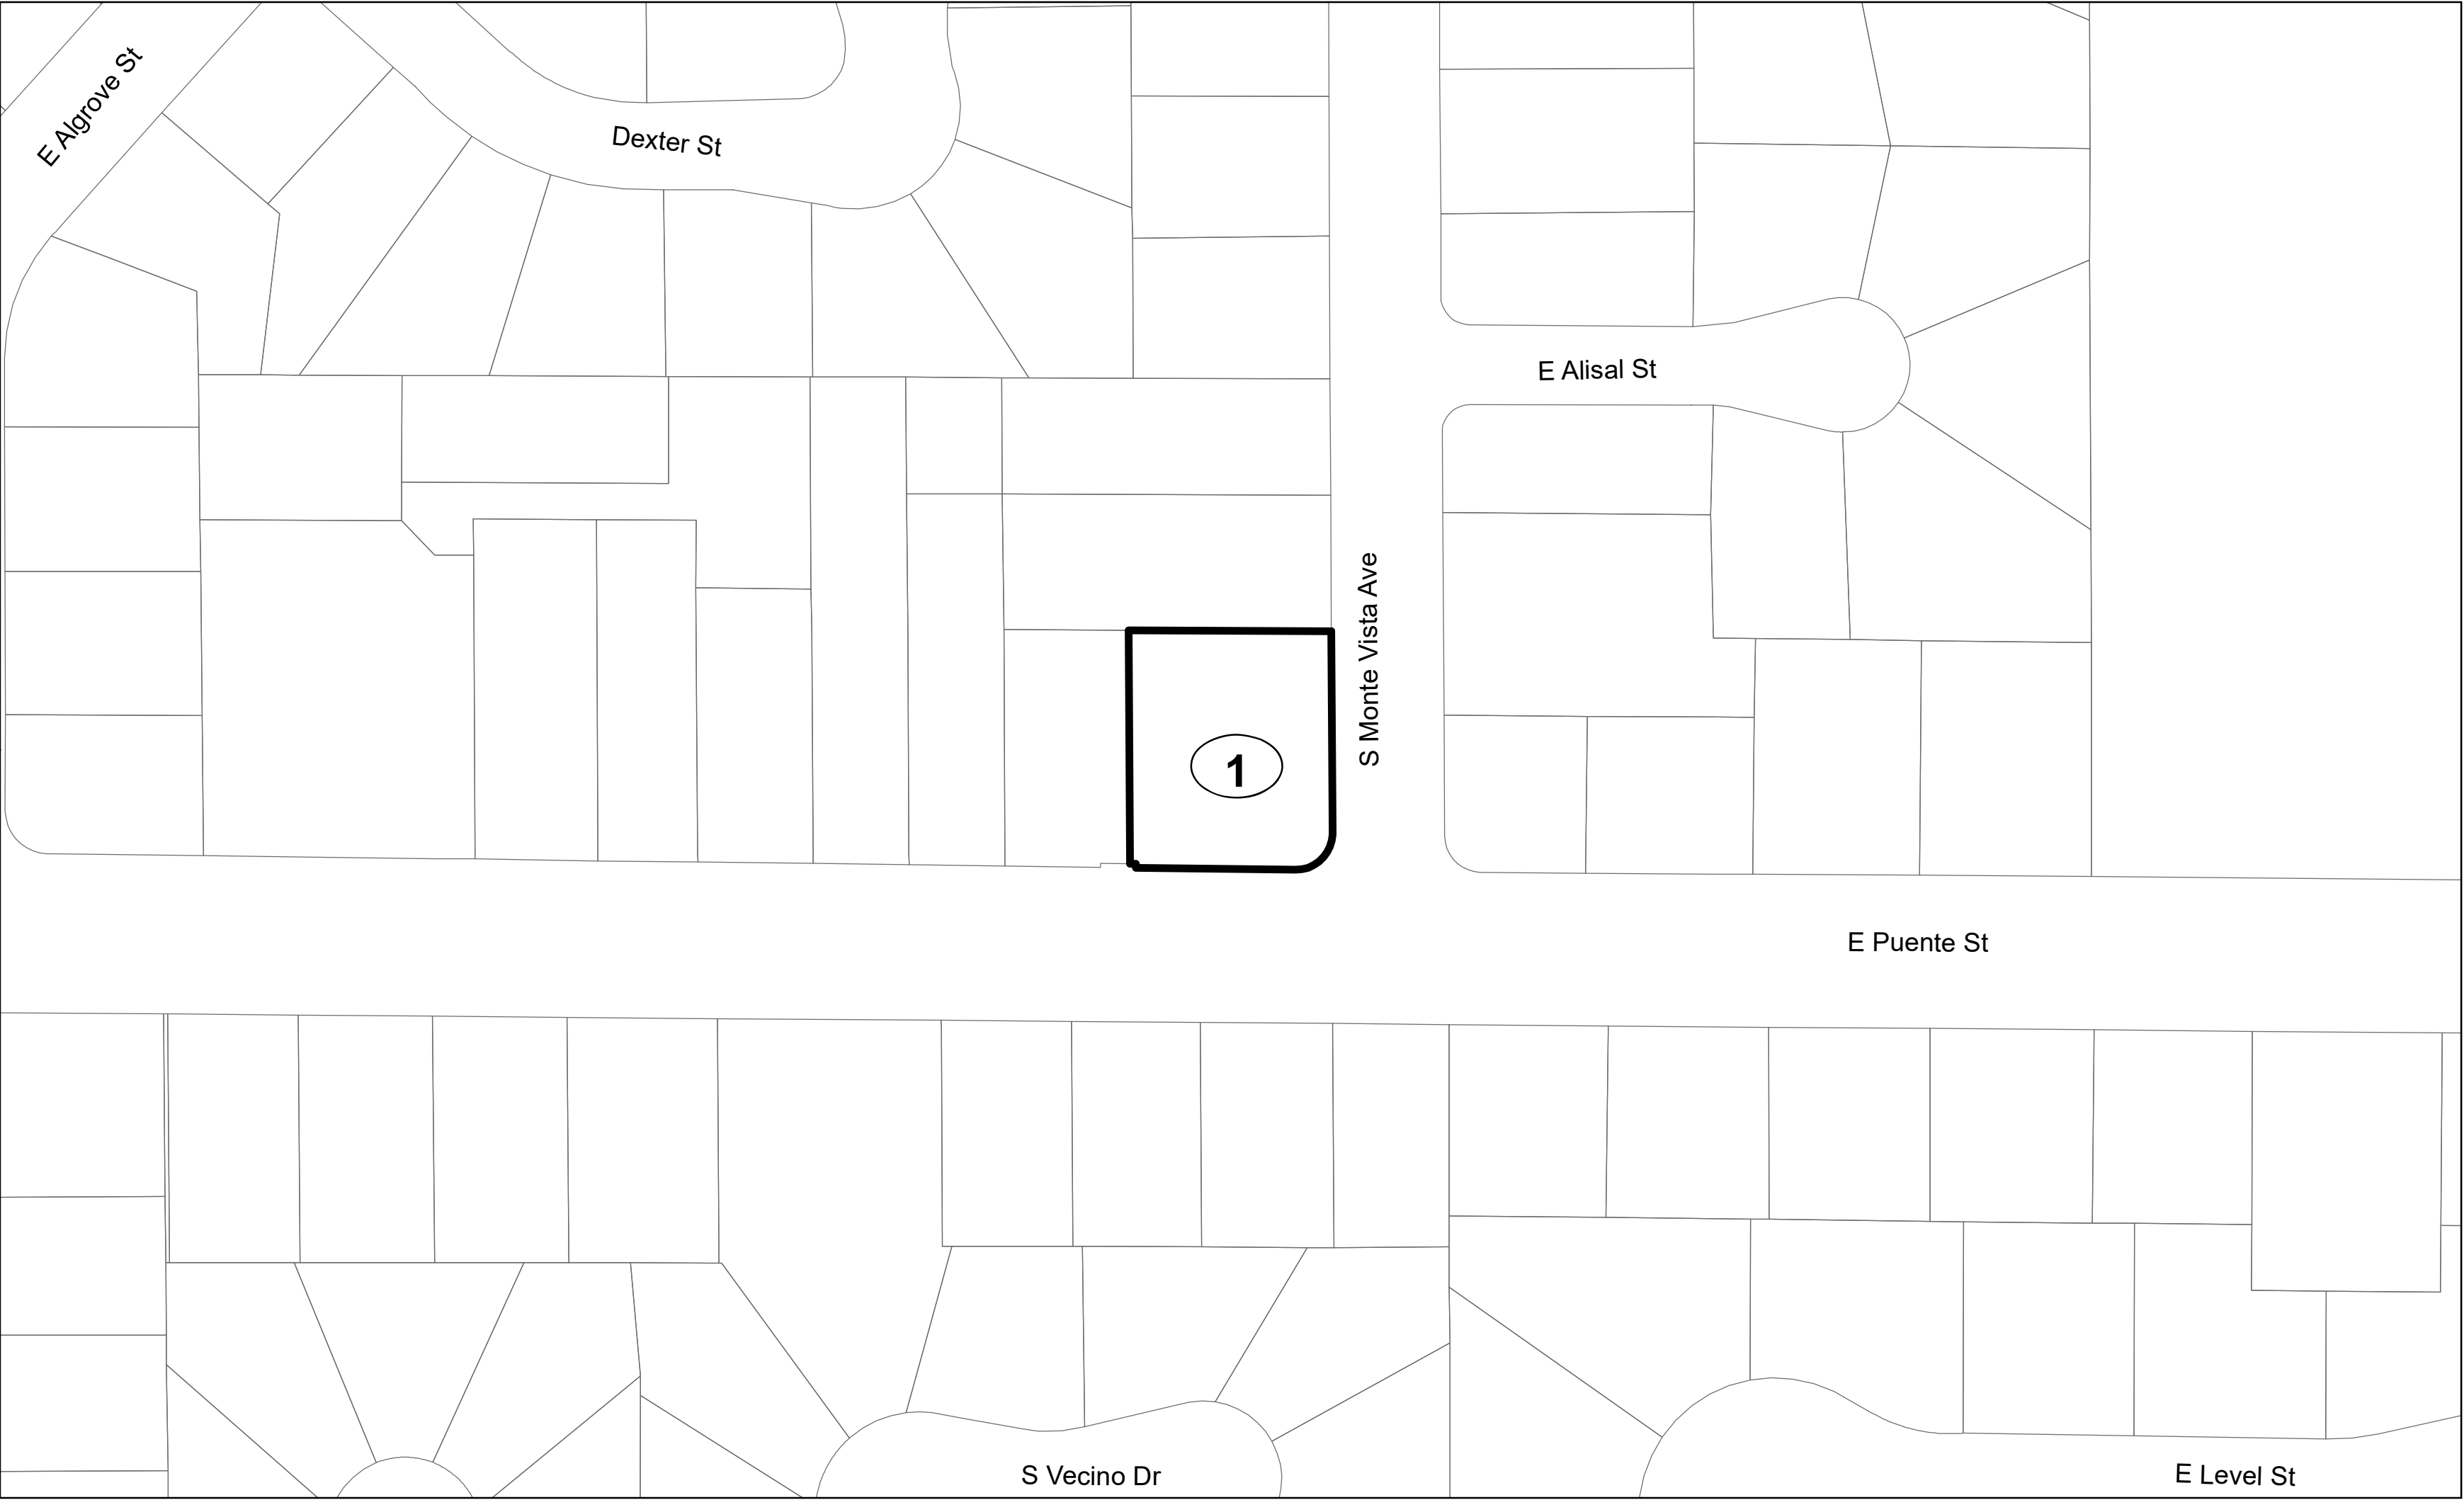 E Algrove St
Dexter St
E Alisal St
S Monte Vista Ave
1
E Puente St
S Vecino Dr
E Level St